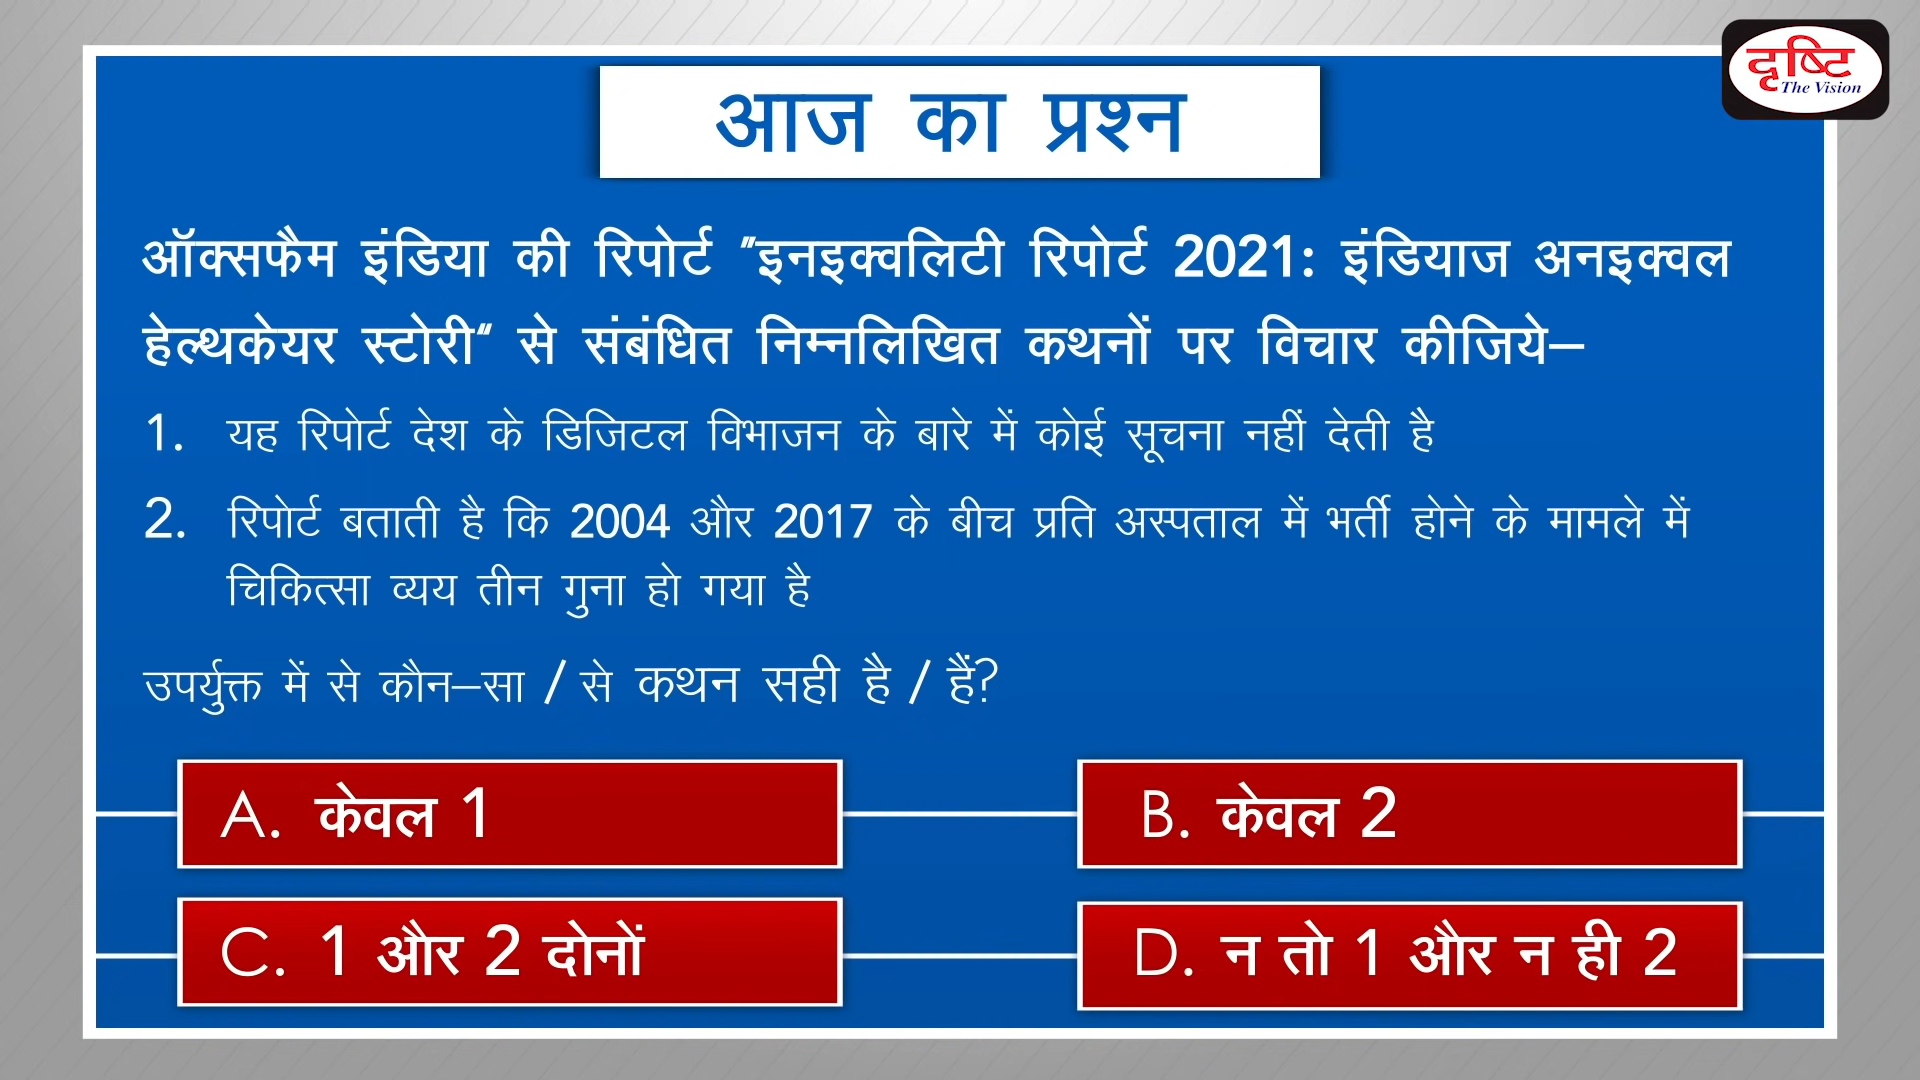 दृष्टि
The Vision
आज का प्रश्न
ऑक्सफैम इंडिया की रिपोर्ट "इनइक्वलिटी रिपोर्ट 2021: इंडियाज अनइक्वल
हेल्थकेयर स्टोरी" से संबंधित निम्नलिखित कथनों पर विचार कीजिये–
1. यह रिपोर्ट देश के डिजिटल विभाजन के बारे में कोई सूचना नहीं देती है
2. रिपोर्ट बताती है कि 2004 और 2017 के बीच प्रति अस्पताल में भर्ती होने के मामले में
चिकित्सा व्यय तीन गुना हो गया है
उपर्युक्त में से कौन–सा / से कथन सही है / हैं?
A. केवल 1
B. केवल 2
C. 1 और 2 दोनों
D. न तो 1 और न ही 2